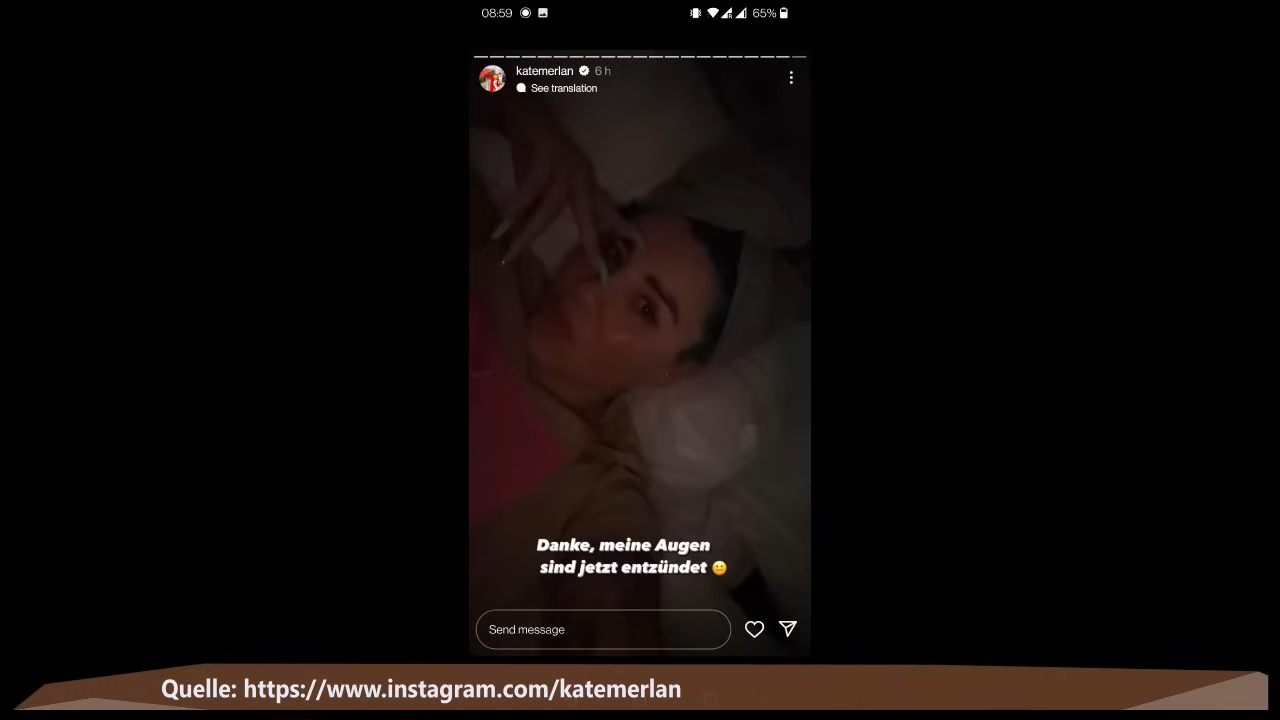 08:59 65%
katemerlan 6 h
See translation
Danke, meine Augen
sind jetzt entzündet 😐
Send message
Quelle: https://www.instagram.com/katemerlan